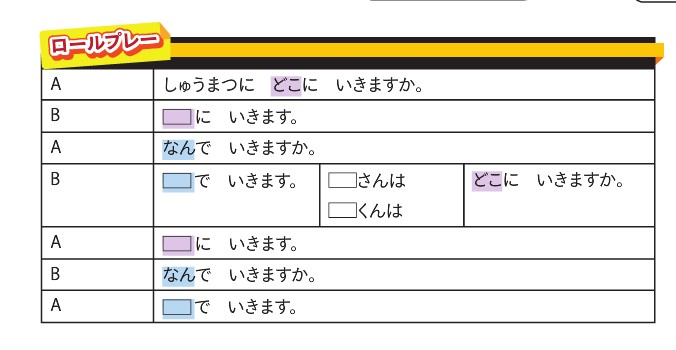 ロールプレー
A しゅうまつに どこに いきますか。
B に いきます。
A なんで いきますか。
B で いきます。 さんは どこに いきますか。
くんは
A に いきます。
B なんで いきますか。
A で いきます。